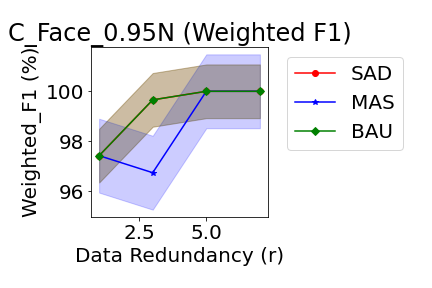 C_Face_0.95N (Weighted F1)
Weighted_F1 (%)
100
98
96
2.5
5.0
Data Redundancy (r)
SAD
MAS
BAU